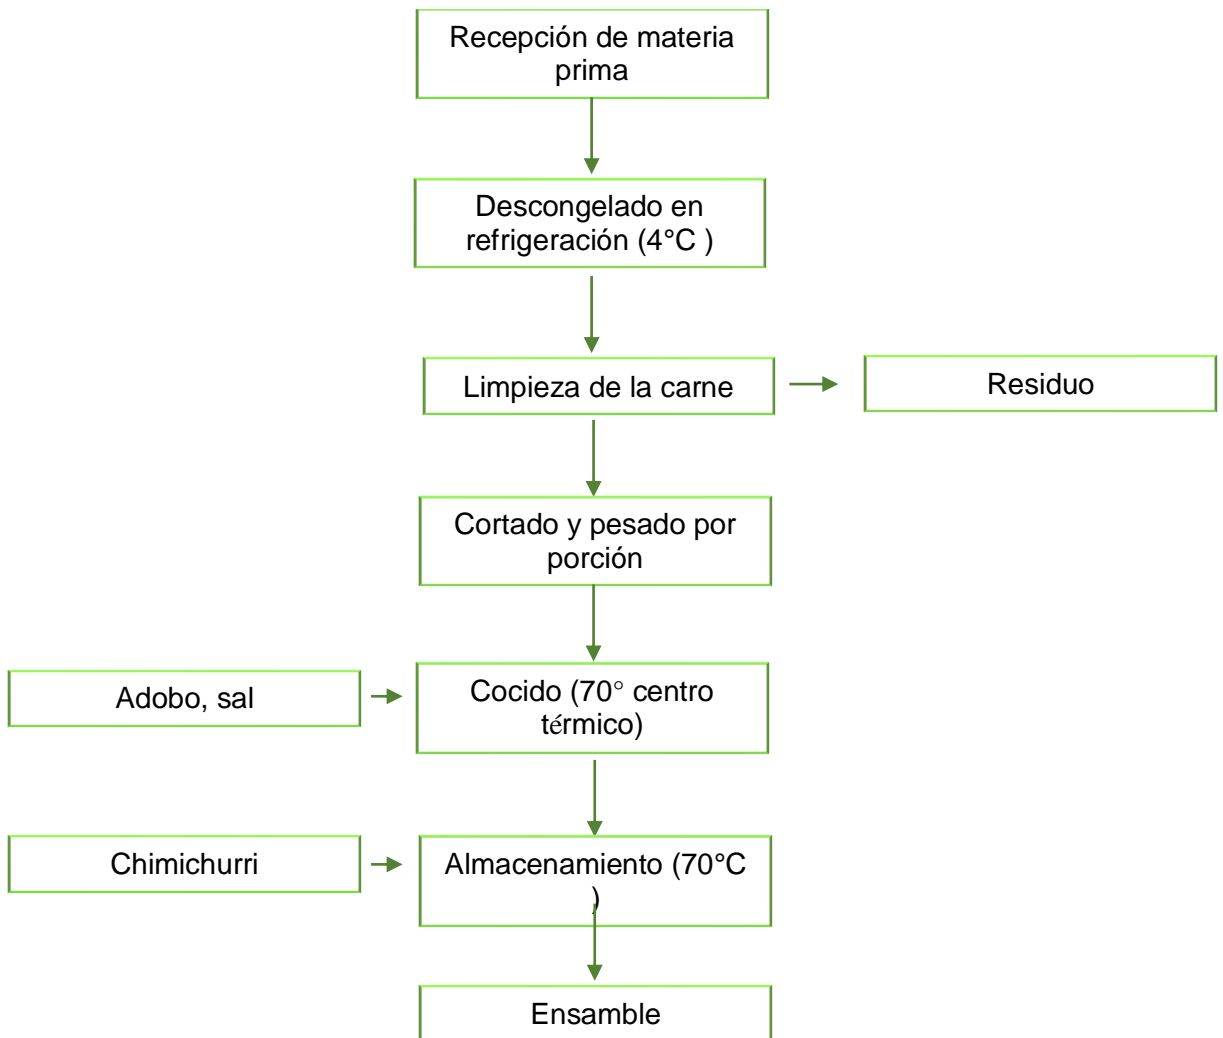 Recepción de materia
prima
Descongelado en
refrigeración (4°C )
Limpieza de la carne
Residuo
Cortado y pesado por
porción
Adobo, sal
Cocido (70° centro
térmico)
Chimichurri
Almacenamiento (70°C
)
Ensamble